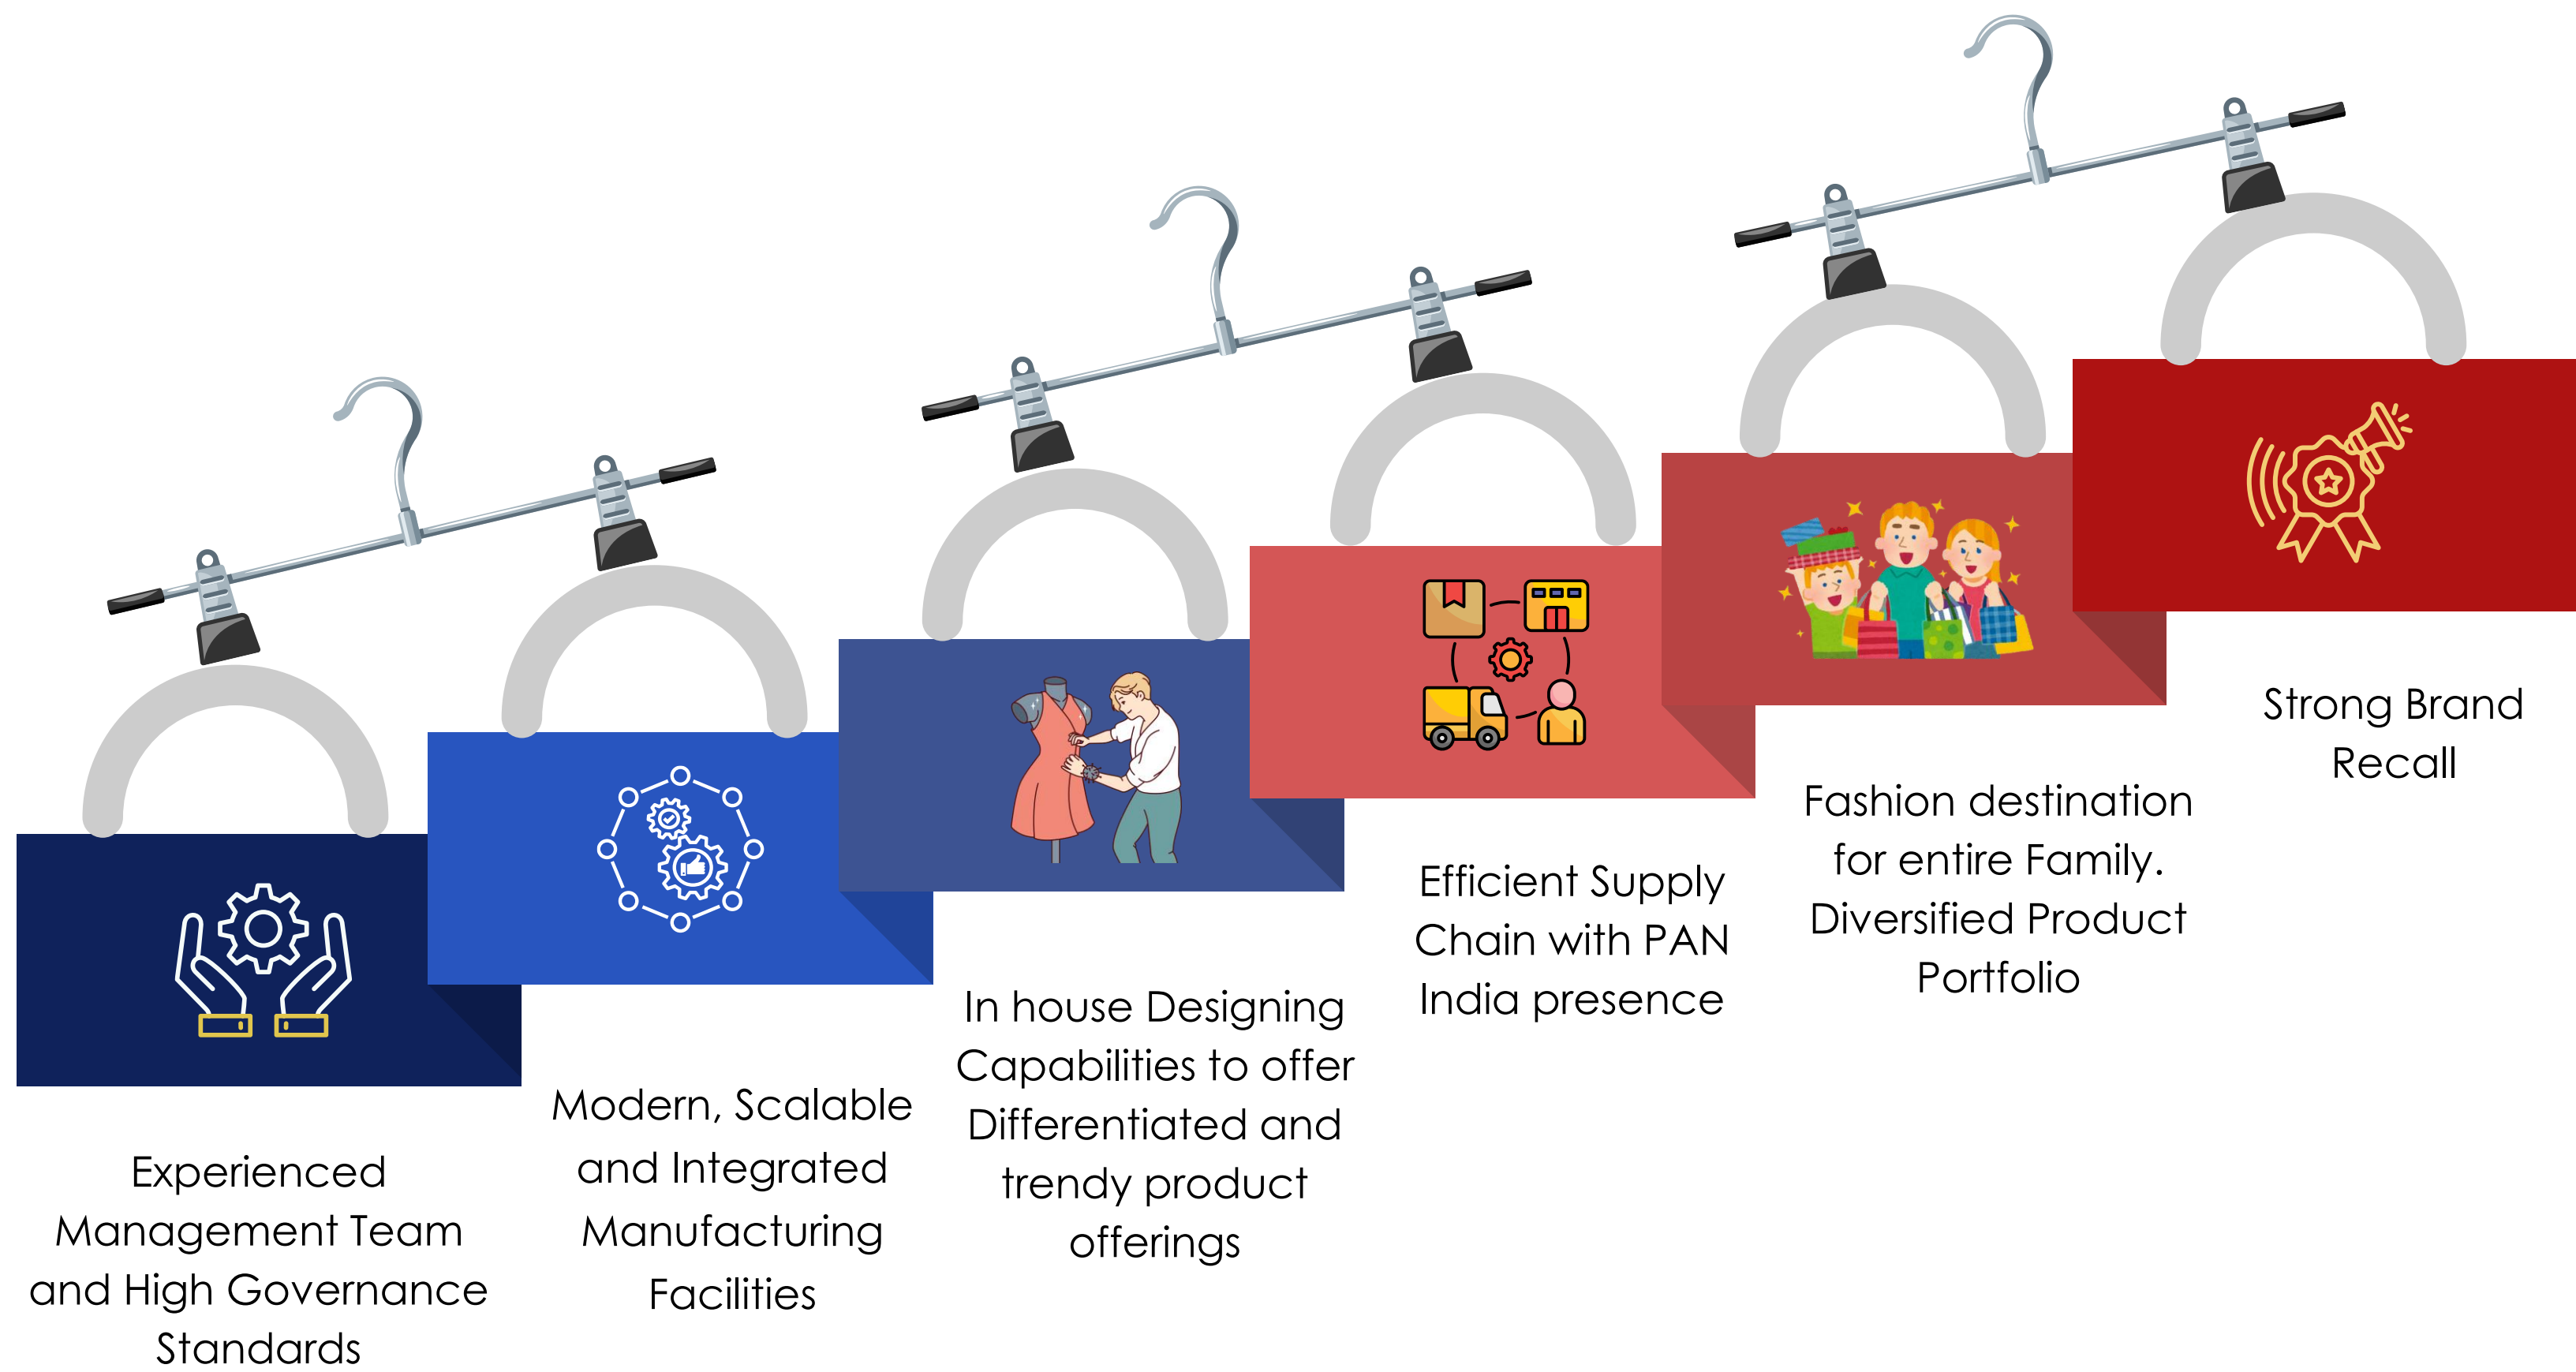 Experienced
Management Team
and High Governance
Standards
Modern, Scalable
and Integrated
Manufacturing
Facilities
In house Designing
Capabilities to offer
Differentiated and
trendy product
offerings
Efficient Supply
Chain with PAN
India presence
Fashion destination
for entire Family.
Diversified Product
Portfolio
Strong Brand
Recall